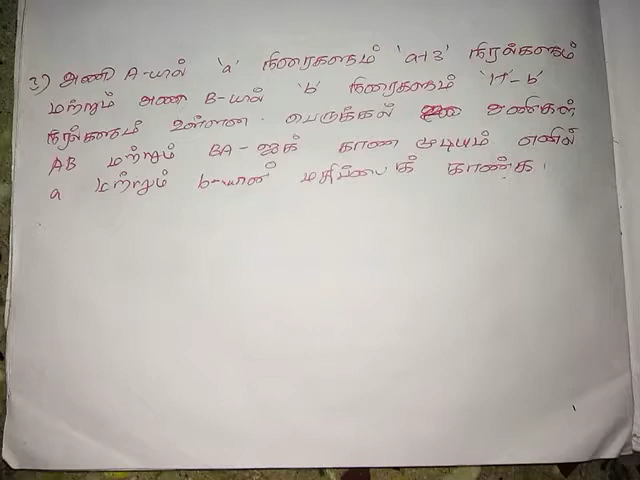 3) அணி A-யில் 'a' நிரைகளும் 'a+3' நிரல்களும்
மற்றும் அணி B-யில் 'b' நிரைகளும் '17-b'
நிரல்களும் உள்ளன. பெருக்கல் அணிகள்
AB மற்றும் BA-ஐக் காண முடியும் எனில்
a மற்றும் b-யின் மதிப்பைக் காண்க.